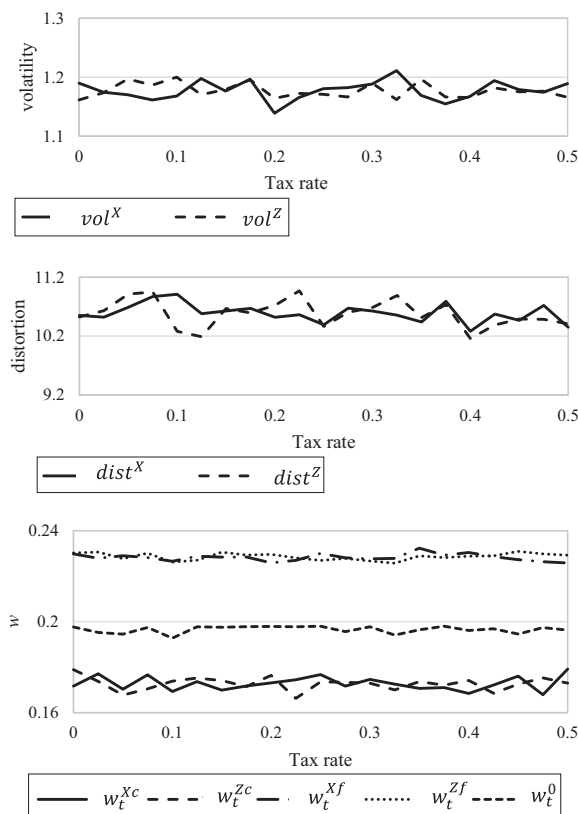 1.3
1.2
1.1
volatility
0 0.1 0.2 0.3 0.4 0.5
Tax rate
vol^X vol^Z
11.2
10.2
9.2
distortion
0 0.1 0.2 0.3 0.4 0.5
Tax rate
dist^X dist^Z
0.24
0.2
0.16
w
0 0.1 0.2 0.3 0.4 0.5
Tax rate
w_t^{Xc} w_t^{Zc} w_t^{Xf} w_t^{Zf} w_t^0